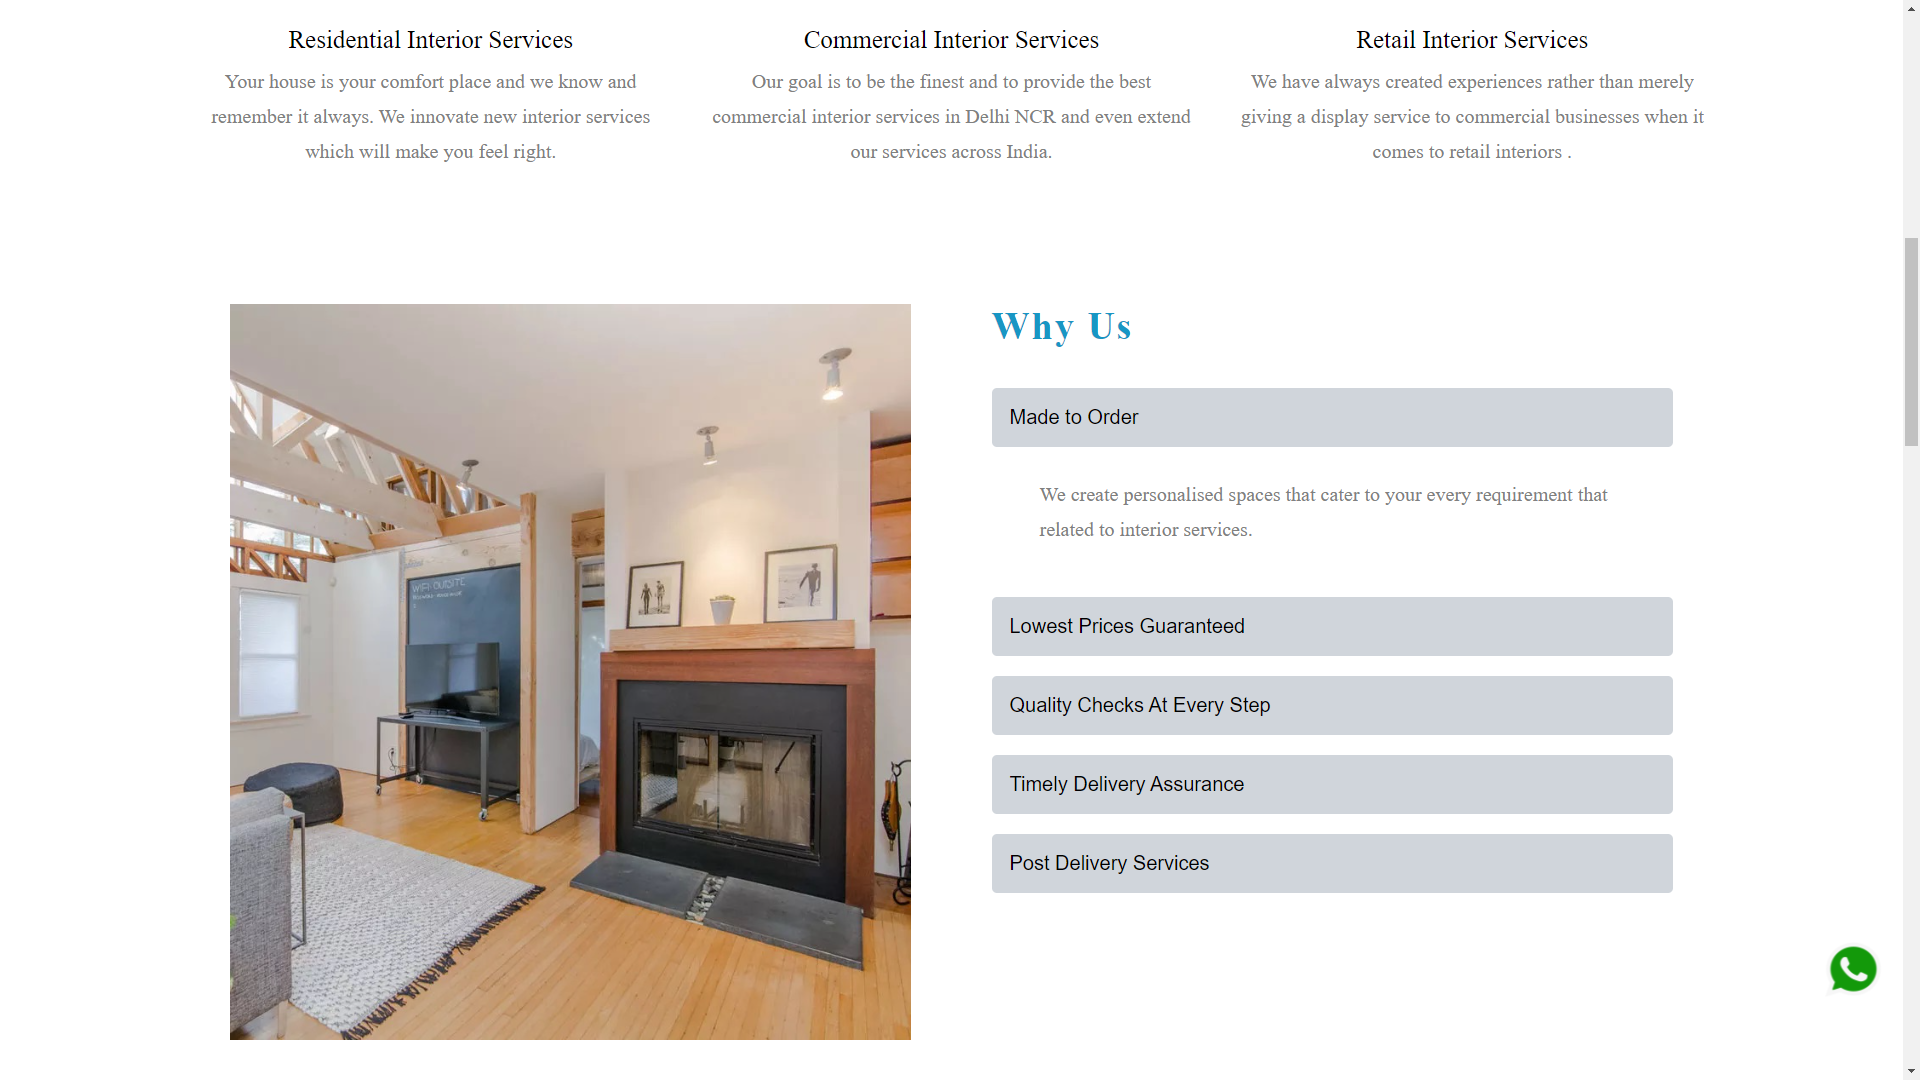 Residential Interior Services
Your house is your comfort place and we know and
remember it always. We innovate new interior services
which will make you feel right.
Commercial Interior Services
Our goal is to be the finest and to provide the best
commercial interior services in Delhi NCR and even extend
our services across India.
Retail Interior Services
We have always created experiences rather than merely
giving a display service to commercial businesses when it
comes to retail interiors .
WIFI: OUR SITE
Why Us
Made to Order
We create personalised spaces that cater to your every requirement that
related to interior services.
Lowest Prices Guaranteed
Quality Checks At Every Step
Timely Delivery Assurance
Post Delivery Services